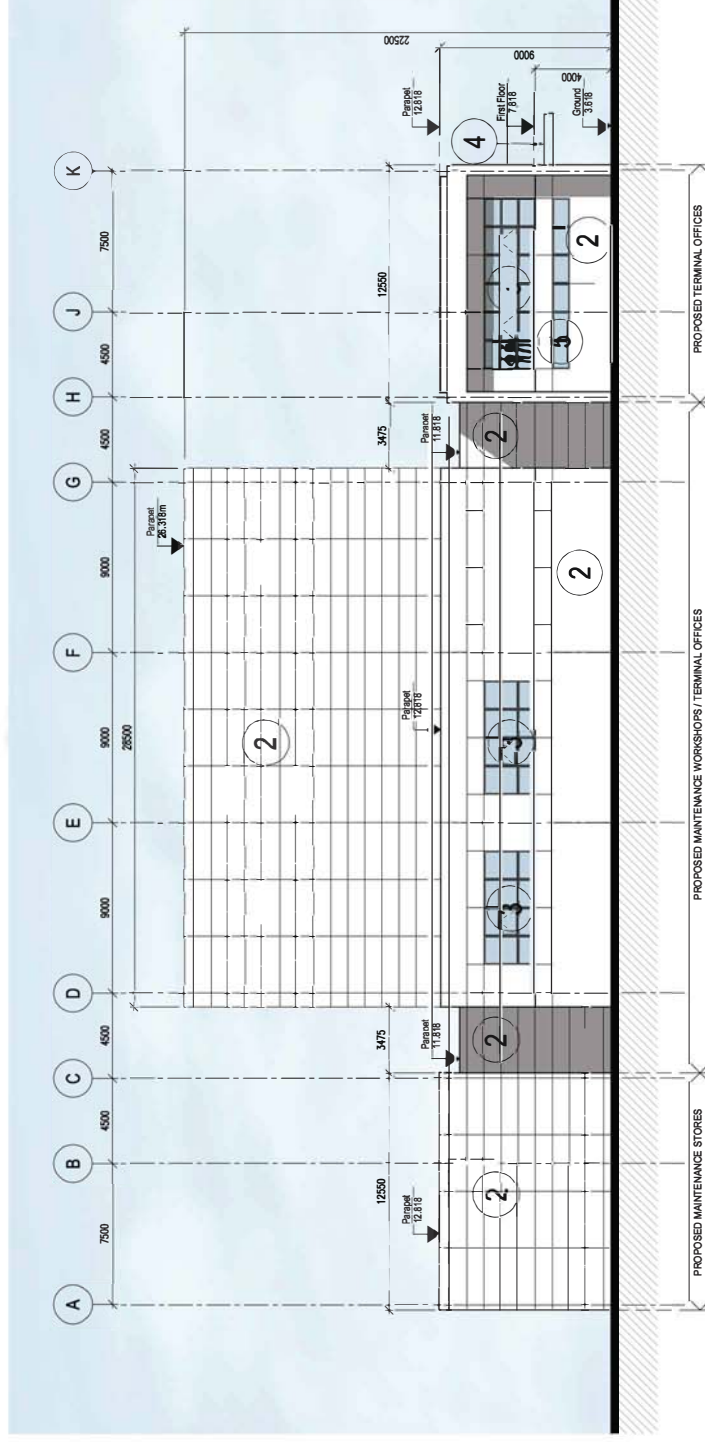 A
B
C
D
E
F
G
H
J
K
7500
4500
4500
9000
9000
9000
4500
4500
7500
28500
12550
3475
3475
12550
22500
9000
4000
Parapet
26.318m
Parapet
12.818
Parapet
11.818
Parapet
12.818
Parapet
11.818
Parapet
12.818
First Floor
7.818
Ground
3.818
2
2
2
3
3
2
2
2
5
4
PROPOSED MAINTENANCE STORES
PROPOSED MAINTENANCE WORKSHOPS / TERMINAL OFFICES
PROPOSED TERMINAL OFFICES